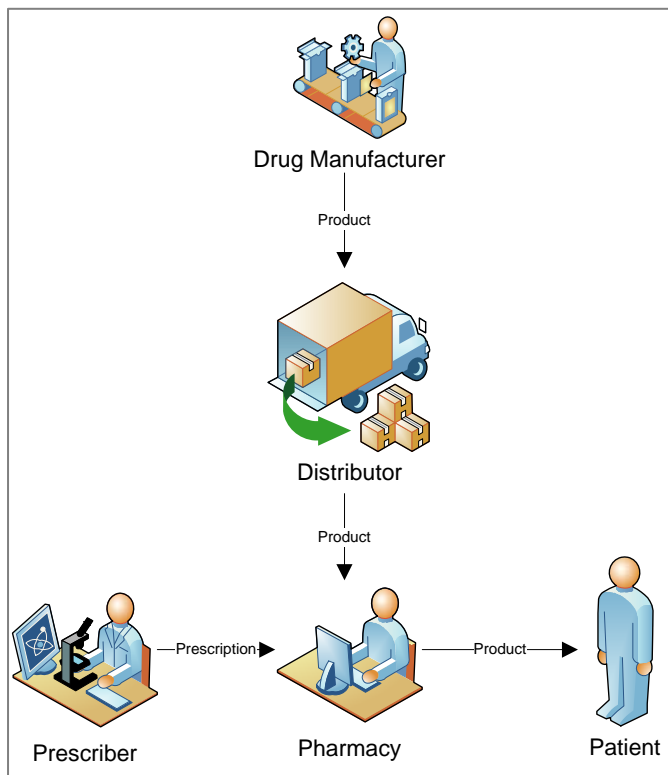 Drug Manufacturer
Product
Distributor
Product
Prescription
Product
Prescriber
Pharmacy
Patient